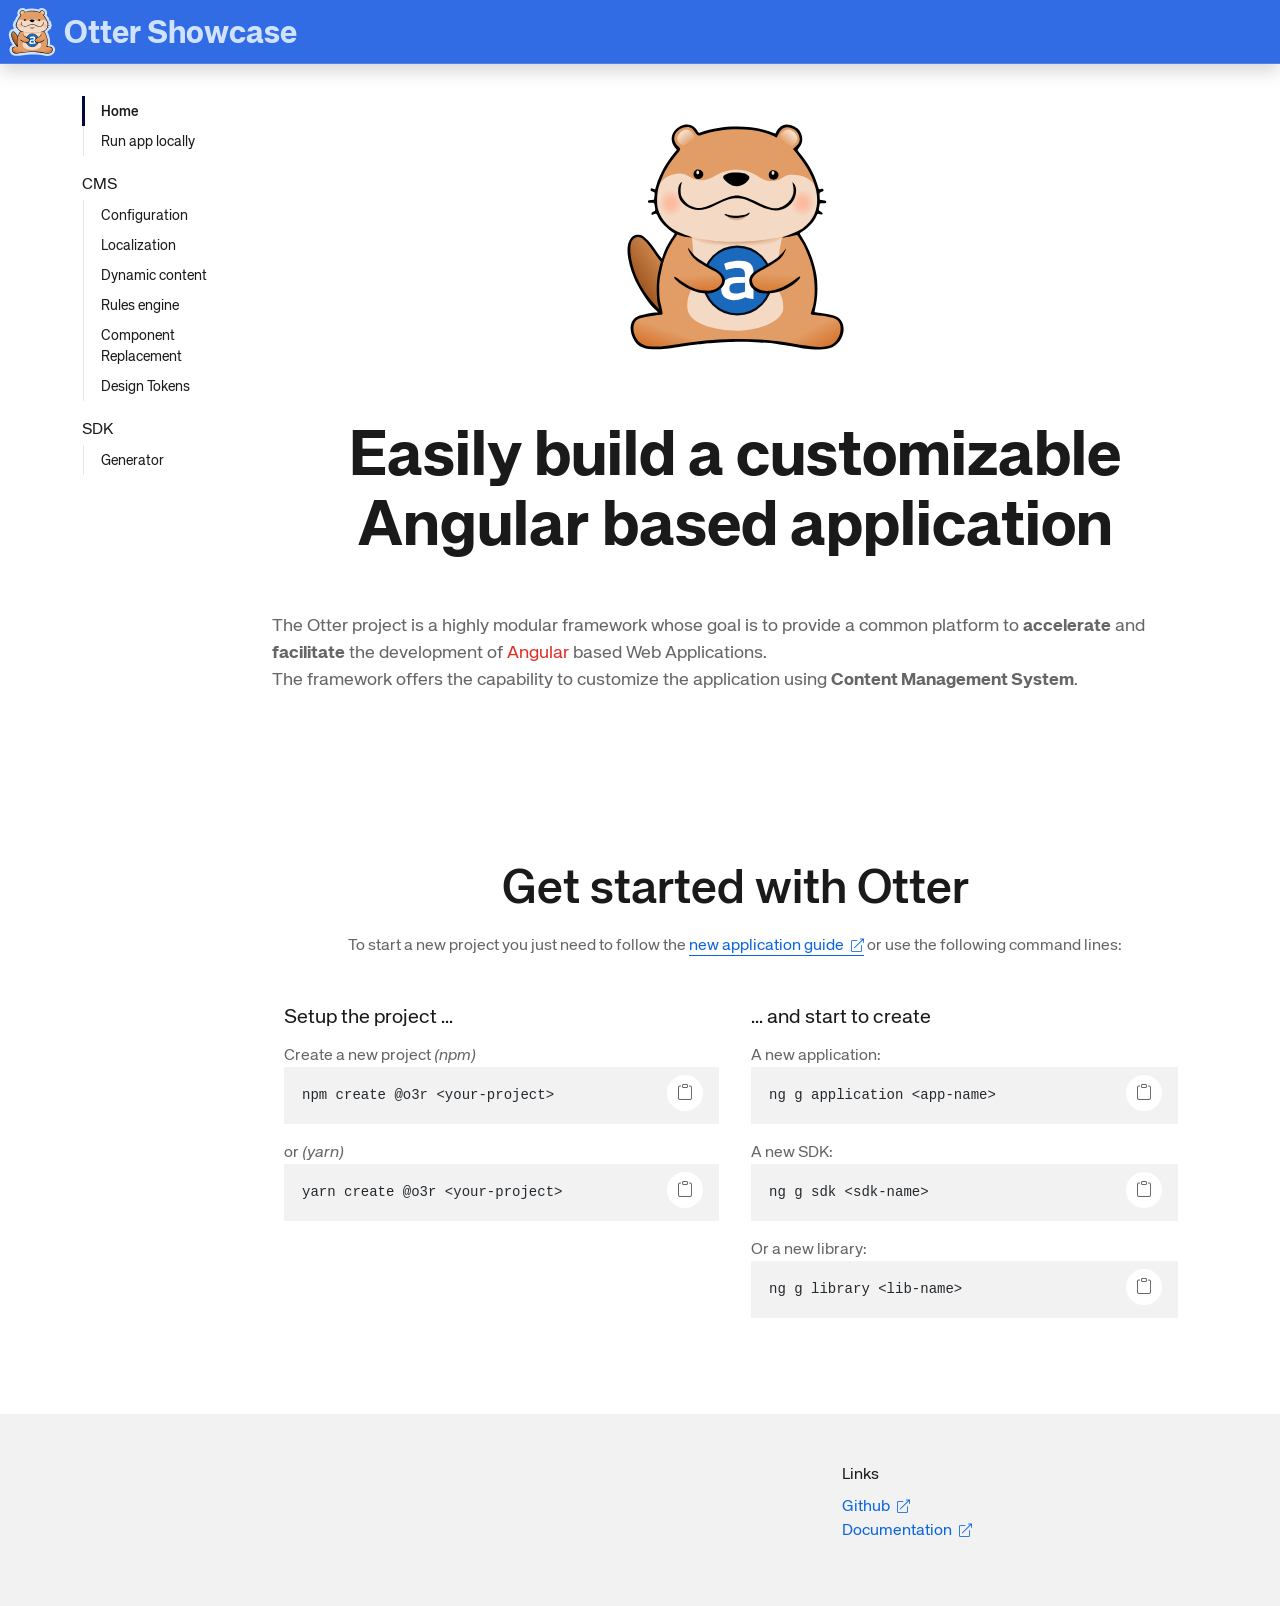 Otter Showcase
Home
Run app locally
CMS
Configuration
Localization
Dynamic content
Rules engine
Component
Replacement
Design Tokens
SDK
Generator
a
Easily build a customizable
Angular based application
The Otter project is a highly modular framework whose goal is to provide a common platform to accelerate and
facilitate the development of Angular based Web Applications.
The framework offers the capability to customize the application using Content Management System.
Get started with Otter
To start a new project you just need to follow the new application guide or use the following command lines:
Setup the project ...
Create a new project (npm)
npm create @o3r <your-project>
or (yarn)
yarn create @o3r <your-project>
... and start to create
A new application:
ng g application <app-name>
A new SDK:
ng g sdk <sdk-name>
Or a new library:
ng g library <lib-name>
Links
Github
Documentation